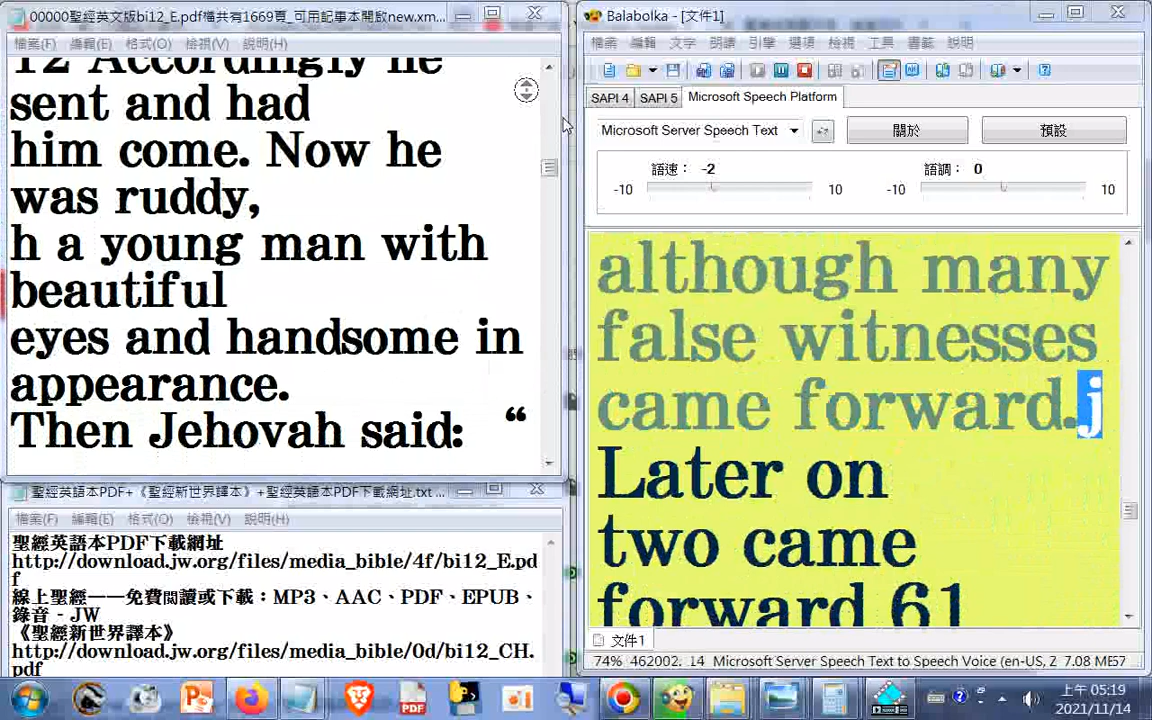 00000聖經英文版bi12_E.pdf檔共有1669頁_可用記事本開啟new.xm...
檔案(F) 編輯(E) 格式(O) 檢視(V) 說明(H)
12 Accordingly he
sent and had
him come. Now he
was ruddy,
h a young man with
beautiful
eyes and handsome in
appearance.
Then Jehovah said: “
聖經英語本PDF+《聖經新世界譯本》+聖經英語本PDF下載網址.txt ...
檔案(F) 編輯(E) 格式(O) 檢視(V) 說明(H)
聖經英語本PDF下載網址
http://download.jw.org/files/media_bible/4f/bi12_E.pd
f
線上聖經——免費閱讀或下載：MP3、AAC、PDF、EPUB、
錄音 - JW
《聖經新世界譯本》
http://download.jw.org/files/media_bible/0d/bi12_CH.
pdf
Balabolka - [文件1]
檔案 編輯 文字 朗讀 引擎 選項 檢視 工具 書籤 說明
SAPI 4 SAPI 5 Microsoft Speech Platform
Microsoft Server Speech Text 關於 預設
語速： -2 語調： 0
-10 10 -10 10
although many
false witnesses
came forward.j
Later on
two came
forward 61
文件1
74% 462002: 14 Microsoft Server Speech Text to Speech Voice (en-US, Z 7.08 ME57
上午 05:19
2021/11/14